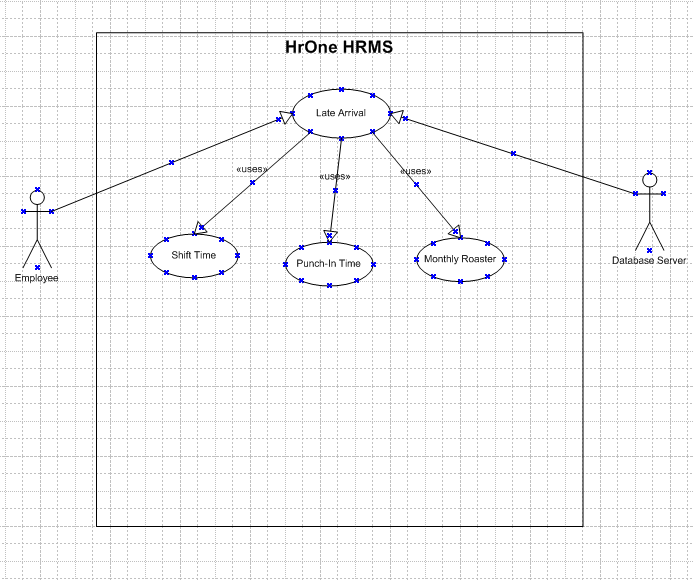 HrOne HRMS
Late Arrival
«uses»
«uses»
«uses»
Shift Time
Punch-In Time
Monthly Roaster
Employee
Database Server